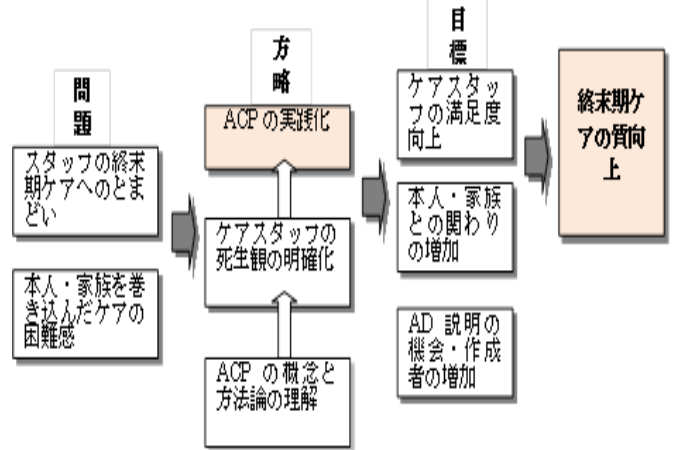 問
題
スタッフの終末
期ケアへのとま
どい
本人・家族を巻
き込んだケアの
困難感
方
略
ACPの実践化
ケアスタッフの
死生観の明確化
ACP の概念と
方法論の理解
目
標
ケアスタッ
フの満足度
向上
本人・家族
との関わり
の増加
AD 説明の
機会・作成
者の増加
終末期ケ
アの質向
上